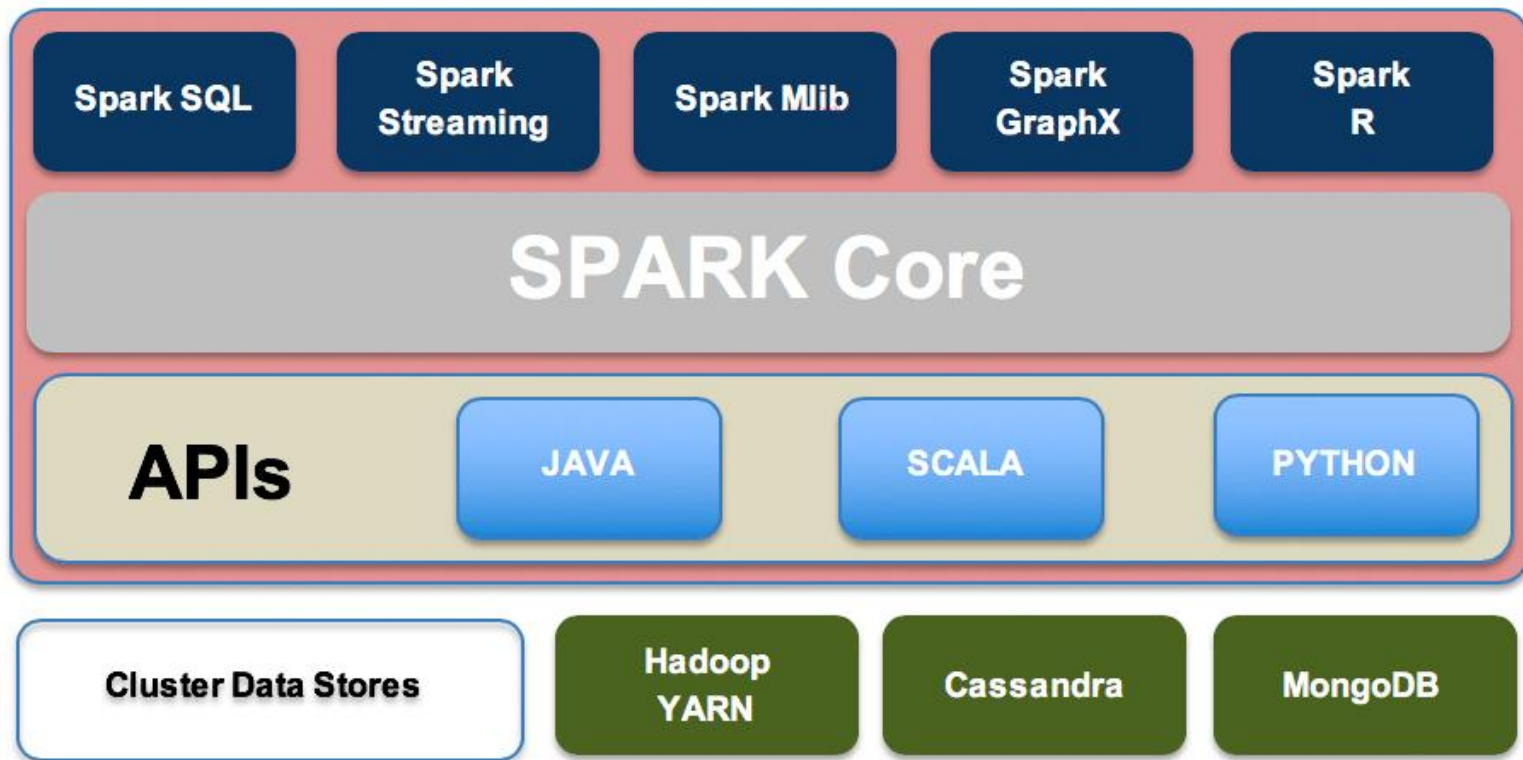 Spark SQL
Spark
Streaming
Spark Mlib
Spark
GraphX
Spark
R
SPARK Core
APIs
JAVA
SCALA
PYTHON
Cluster Data Stores
Hadoop
YARN
Cassandra
MongoDB